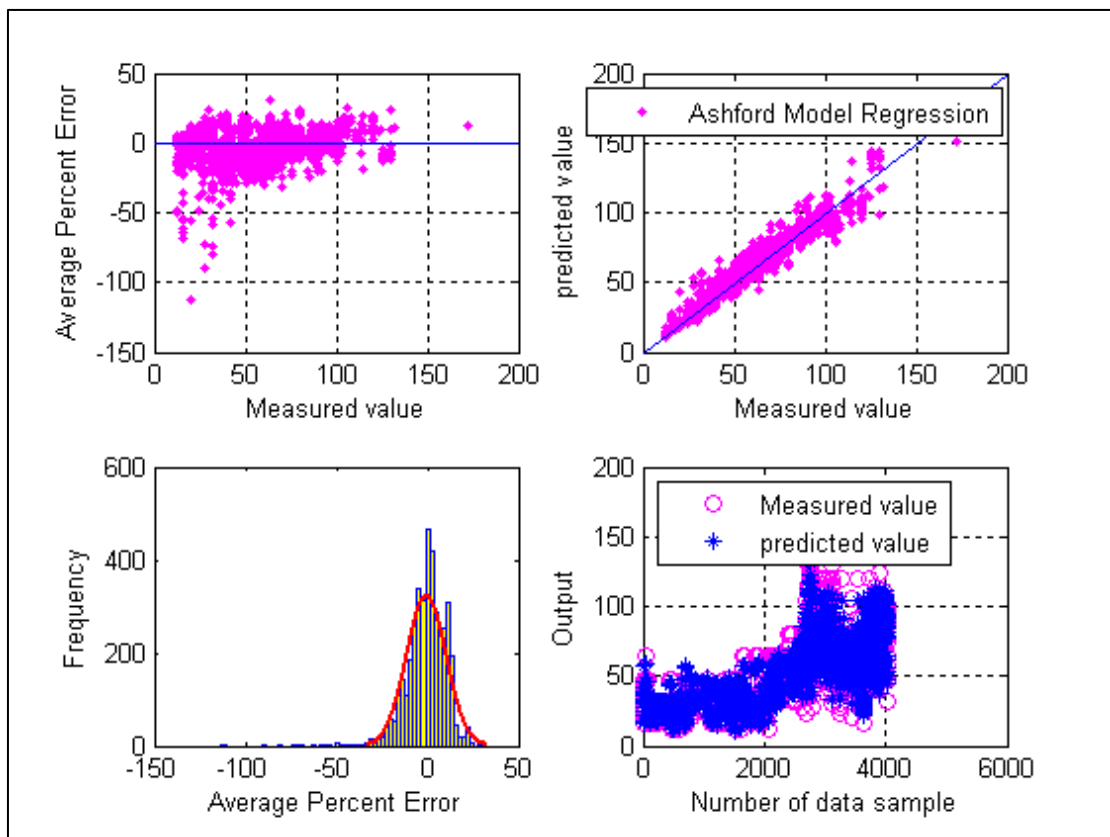 50
0
-50
-100
-150
0 50 100 150 200
Average Percent Error
Measured value
200
150
100
50
0
0 50 100 150 200
predicted value
Measured value
Ashford Model Regression
600
400
200
0
-150 -100 -50 0 50
Frequency
Average Percent Error
200
150
100
50
0
0 2000 4000 6000
Output
Number of data sample
Measured value
predicted value